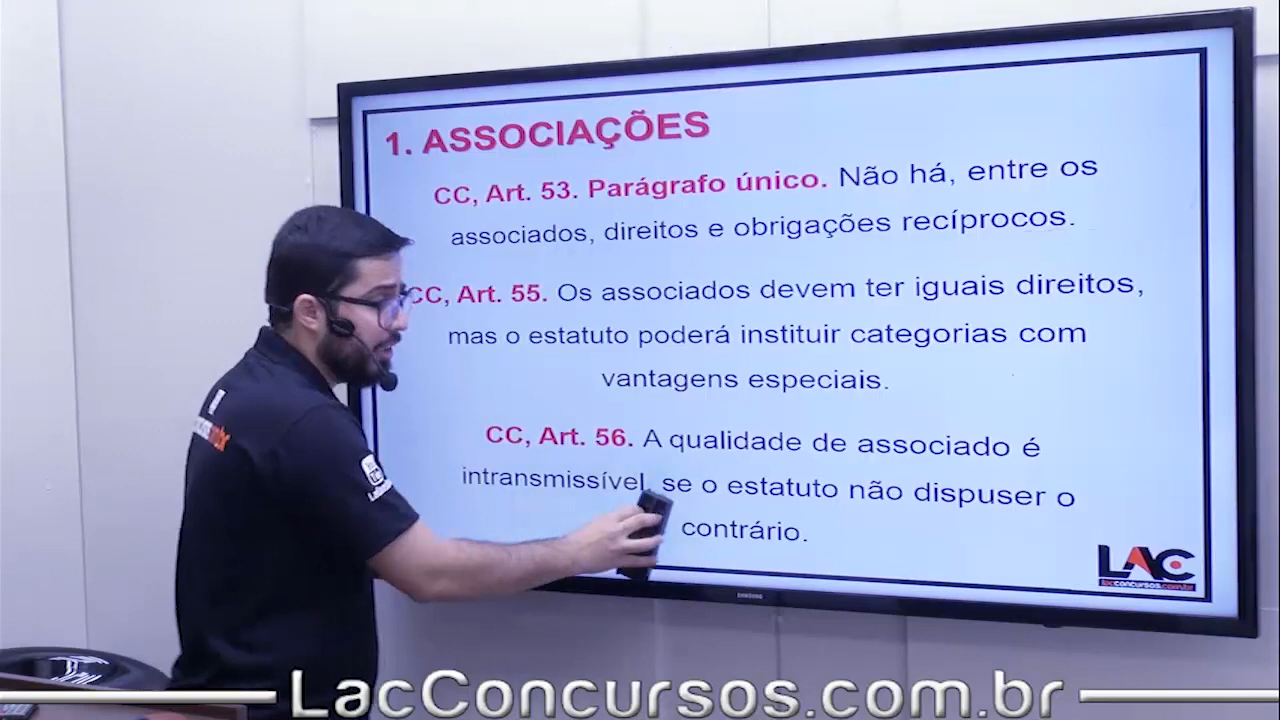 1. ASSOCIAÇÕES
CC, Art. 53. Parágrafo único. Não há, entre os
associados, direitos e obrigações recíprocos.
CC, Art. 55. Os associados devem ter iguais direitos,
mas o estatuto poderá instituir categorias com
vantagens especiais.
CC, Art. 56. A qualidade de associado é
intransmissível, se o estatuto não dispuser o
contrário.
LAC
lacconcursos.com.br
SAMSUNG
LacConcursos.com.br